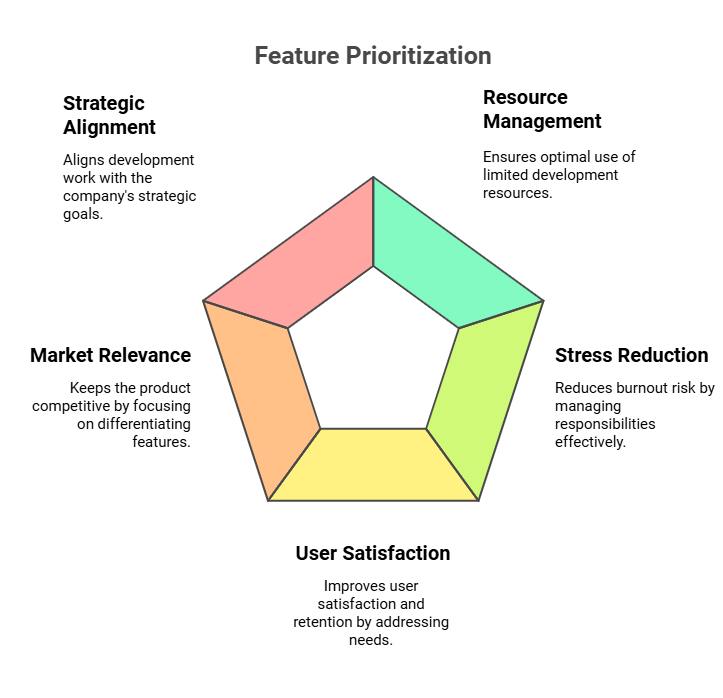 Feature Prioritization
Strategic
Alignment
Aligns development
work with the
company's strategic
goals.
Resource
Management
Ensures optimal use of
limited development
resources.
Market Relevance
Keeps the product
competitive by focusing
on differentiating
features.
Stress Reduction
Reduces burnout risk by
managing
responsibilities
effectively.
User Satisfaction
Improves user
satisfaction and
retention by addressing
needs.